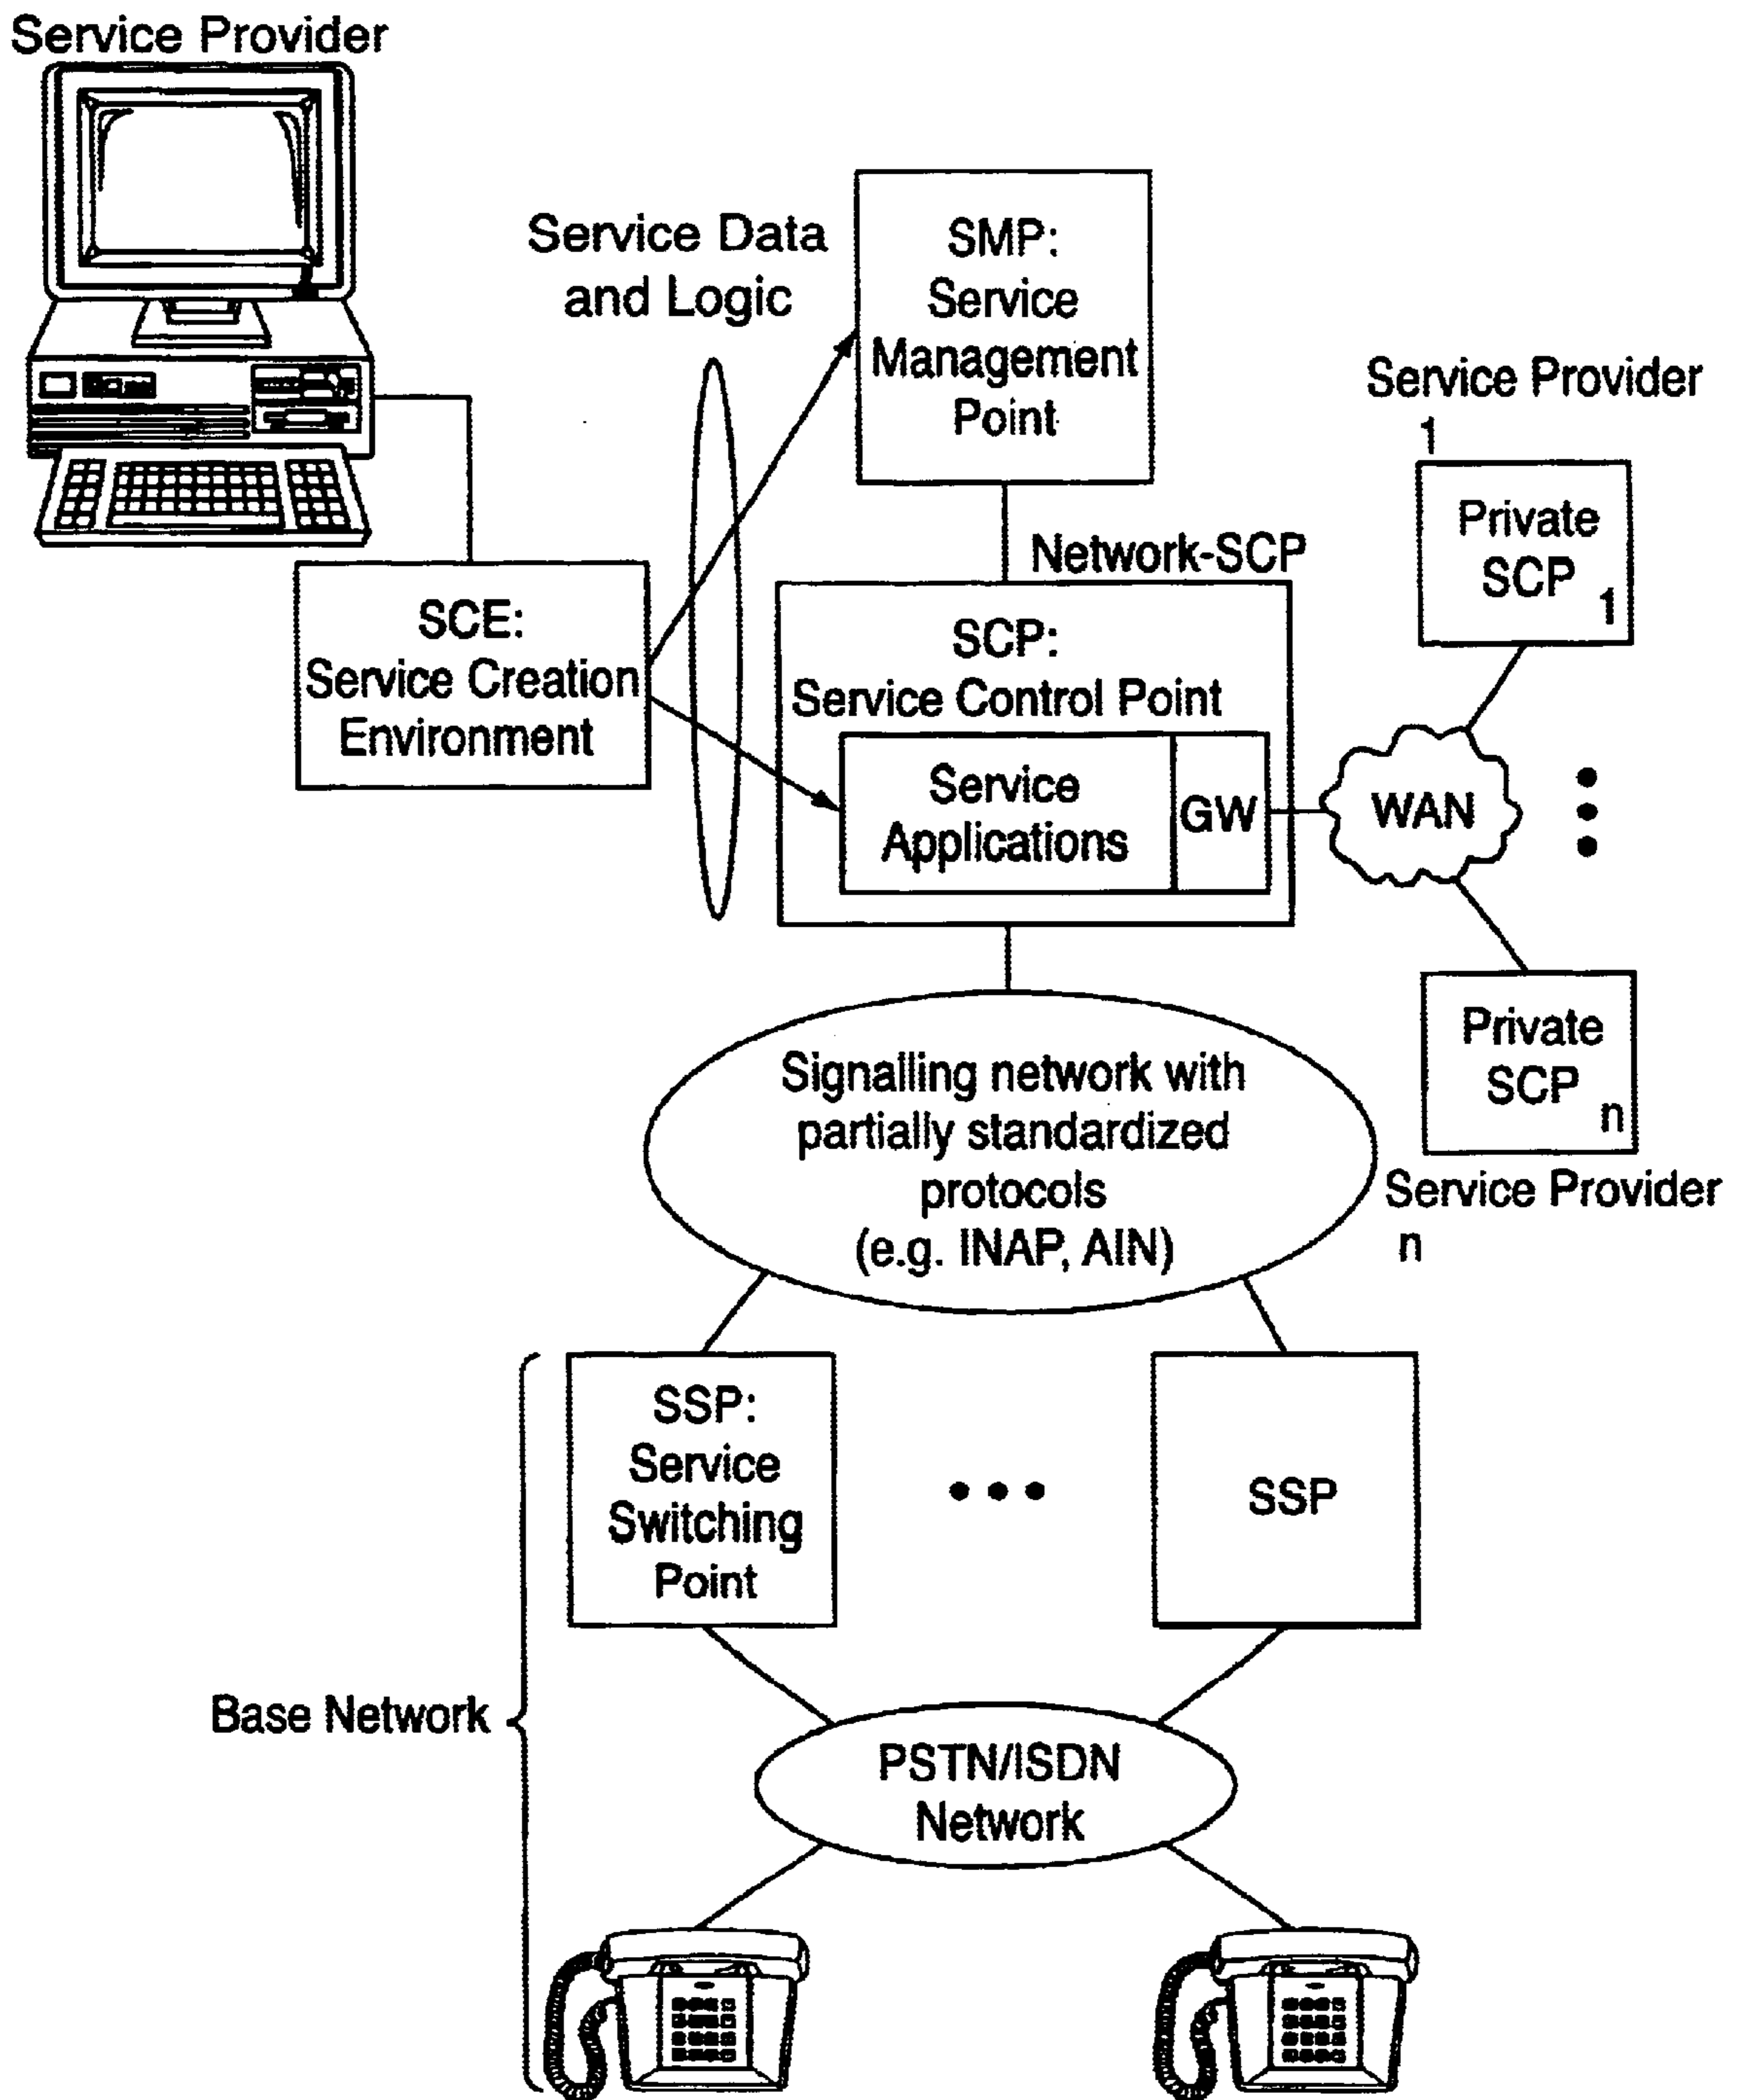 Service Provider
Service Data
and Logic
SMP:
Service
Management
Point
Service Provider
1
Private
SCP
1
Network-SCP
SCE:
Service Creation
Environment
SCP:
Service Control Point
Service
Applications
GW
WAN
Private
SCP
n
Service Provider
n
Signalling network with
partially standardized
protocols
(e.g. INAP, AIN)
SSP:
Service
Switching
Point
SSP
Base Network
PSTN/ISDN
Network